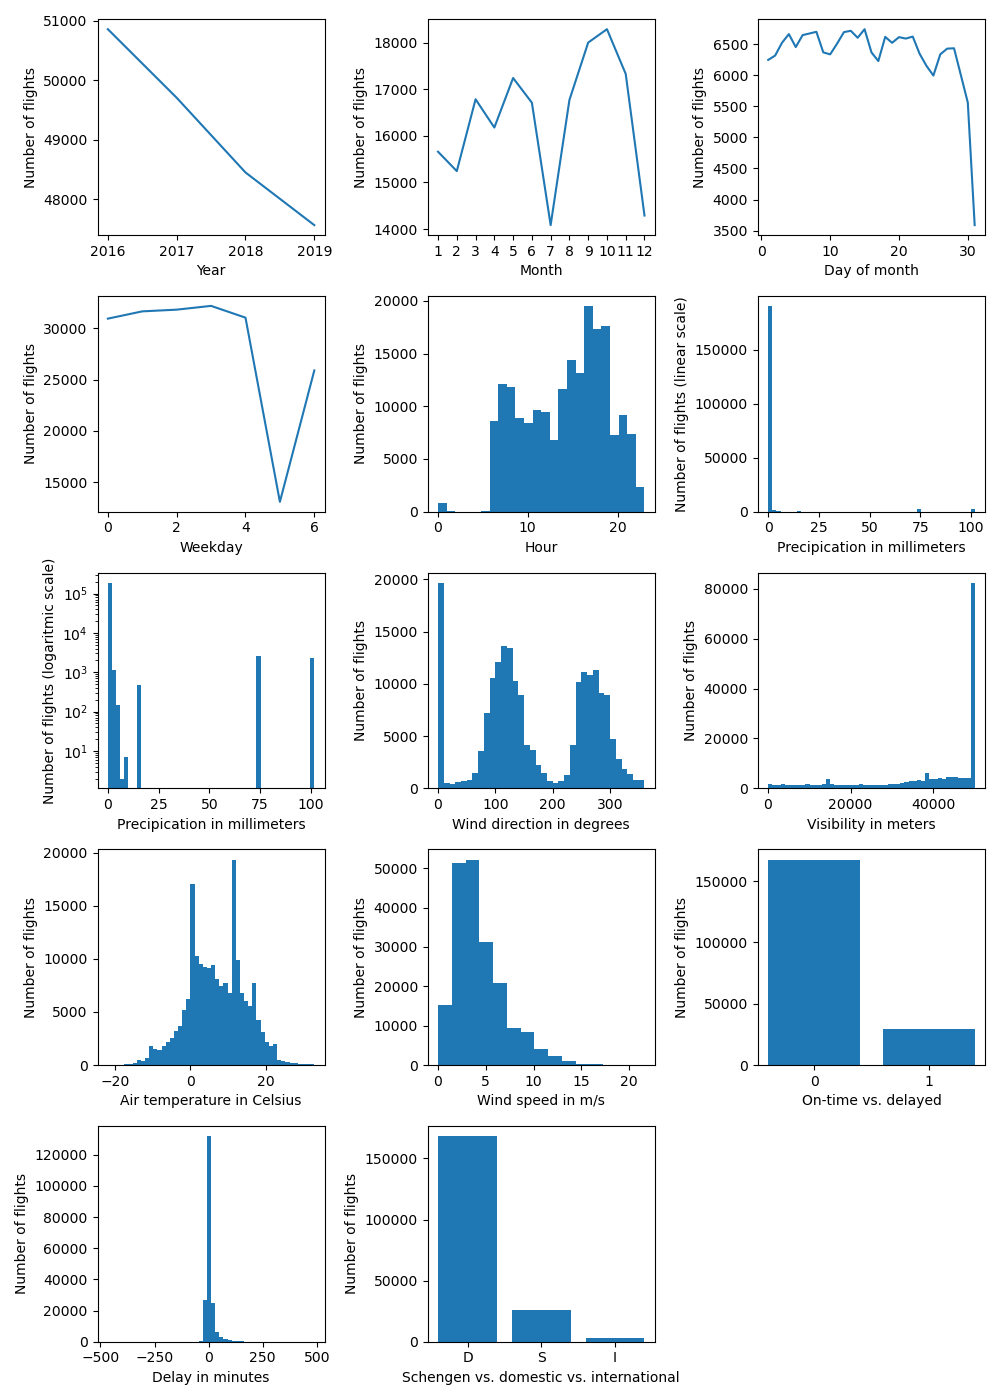 51000
50000
49000
48000
Number of flights
2016 2017 2018 2019
Year
18000
17000
16000
15000
14000
Number of flights
1 2 3 4 5 6 7 8 9 10 11 12
Month
6500
6000
5500
5000
4500
4000
3500
Number of flights
0 10 20 30
Day of month
30000
25000
20000
15000
Number of flights
0 2 4 6
Weekday
20000
15000
10000
5000
0
Number of flights
0 10 20
Hour
150000
100000
50000
0
Number of flights (linear scale)
0 25 50 75 100
Precipication in millimeters
10^5
10^4
10^3
10^2
10^1
Number of flights (logaritmic scale)
0 25 50 75 100
Precipication in millimeters
20000
15000
10000
5000
0
Number of flights
0 100 200 300
Wind direction in degrees
80000
60000
40000
20000
0
Number of flights
0 20000 40000
Visibility in meters
20000
15000
10000
5000
0
Number of flights
−20 0 20
Air temperature in Celsius
50000
40000
30000
20000
10000
0
Number of flights
0 5 10 15 20
Wind speed in m/s
150000
100000
50000
0
Number of flights
0 1
On-time vs. delayed
120000
100000
80000
60000
40000
20000
0
Number of flights
−500 −250 0 250 500
Delay in minutes
150000
100000
50000
0
Number of flights
D S I
Schengen vs. domestic vs. international